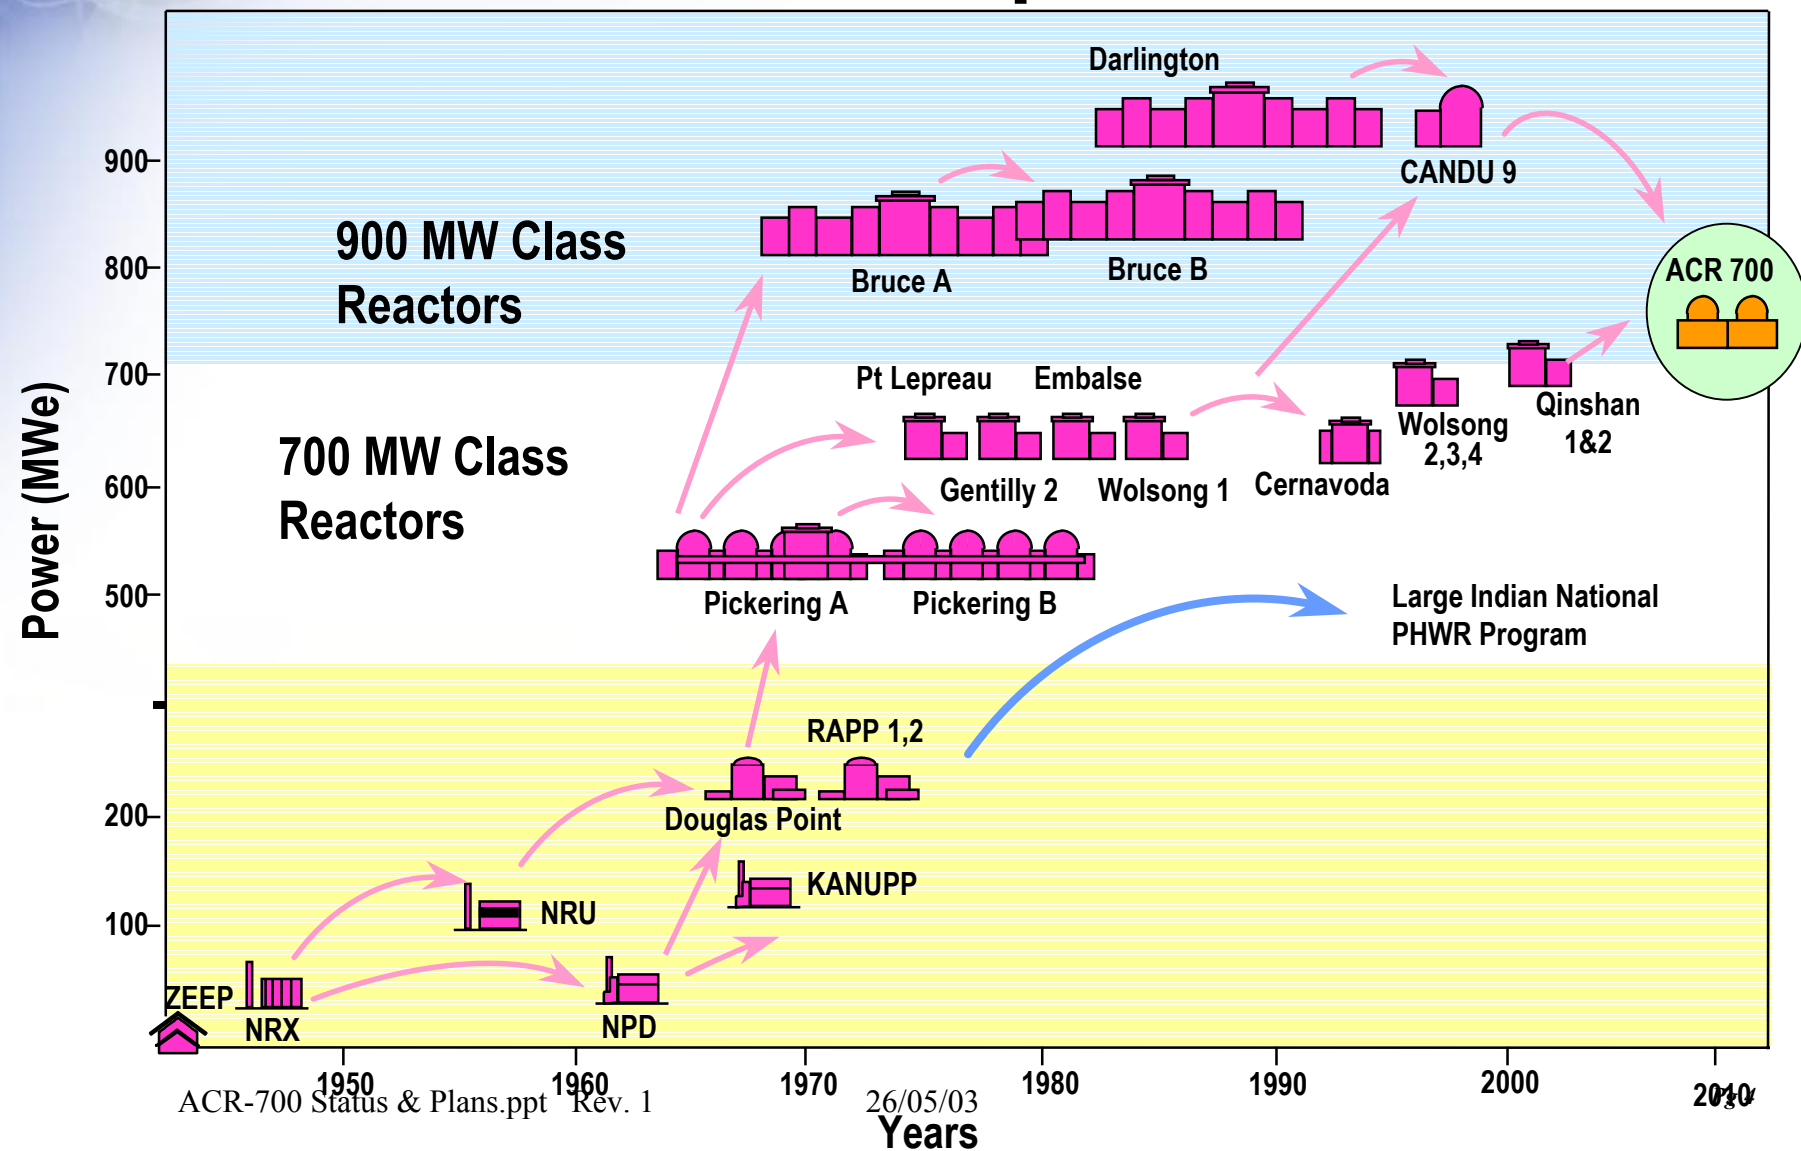 Darlington
900
CANDU 9
900 MW Class
Reactors
800
Bruce A
Bruce B
ACR 700
700
Pt Lepreau
Embalse
Qinshan
1&2
Wolsong
2,3,4
700 MW Class
Reactors
600
Gentilly 2
Wolsong 1
Cernavoda
Power (MWe)
500
Pickering A
Pickering B
Large Indian National
PHWR Program
RAPP 1,2
200
Douglas Point
KANUPP
100
NRU
ZEEP
NRX
NPD
1950
1960
1970
1980
1990
2000
2010
ACR-700 Status & Plans.ppt Rev. 1
26/05/03
Years